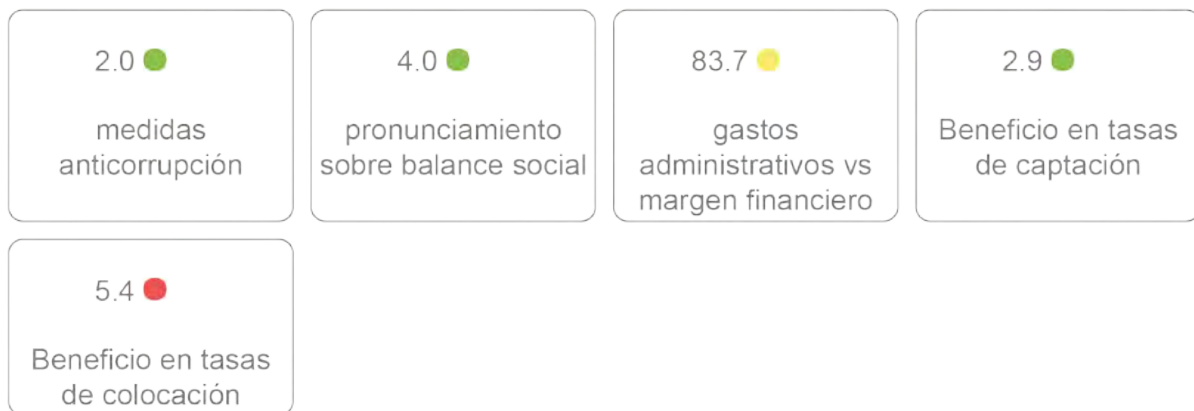 2.0
medidas
anticorrupción
4.0
pronunciamiento
sobre balance social
83.7
gastos
administrativos vs
margen financiero
2.9
Beneficio en tasas
de captación
5.4
Beneficio en tasas
de colocación